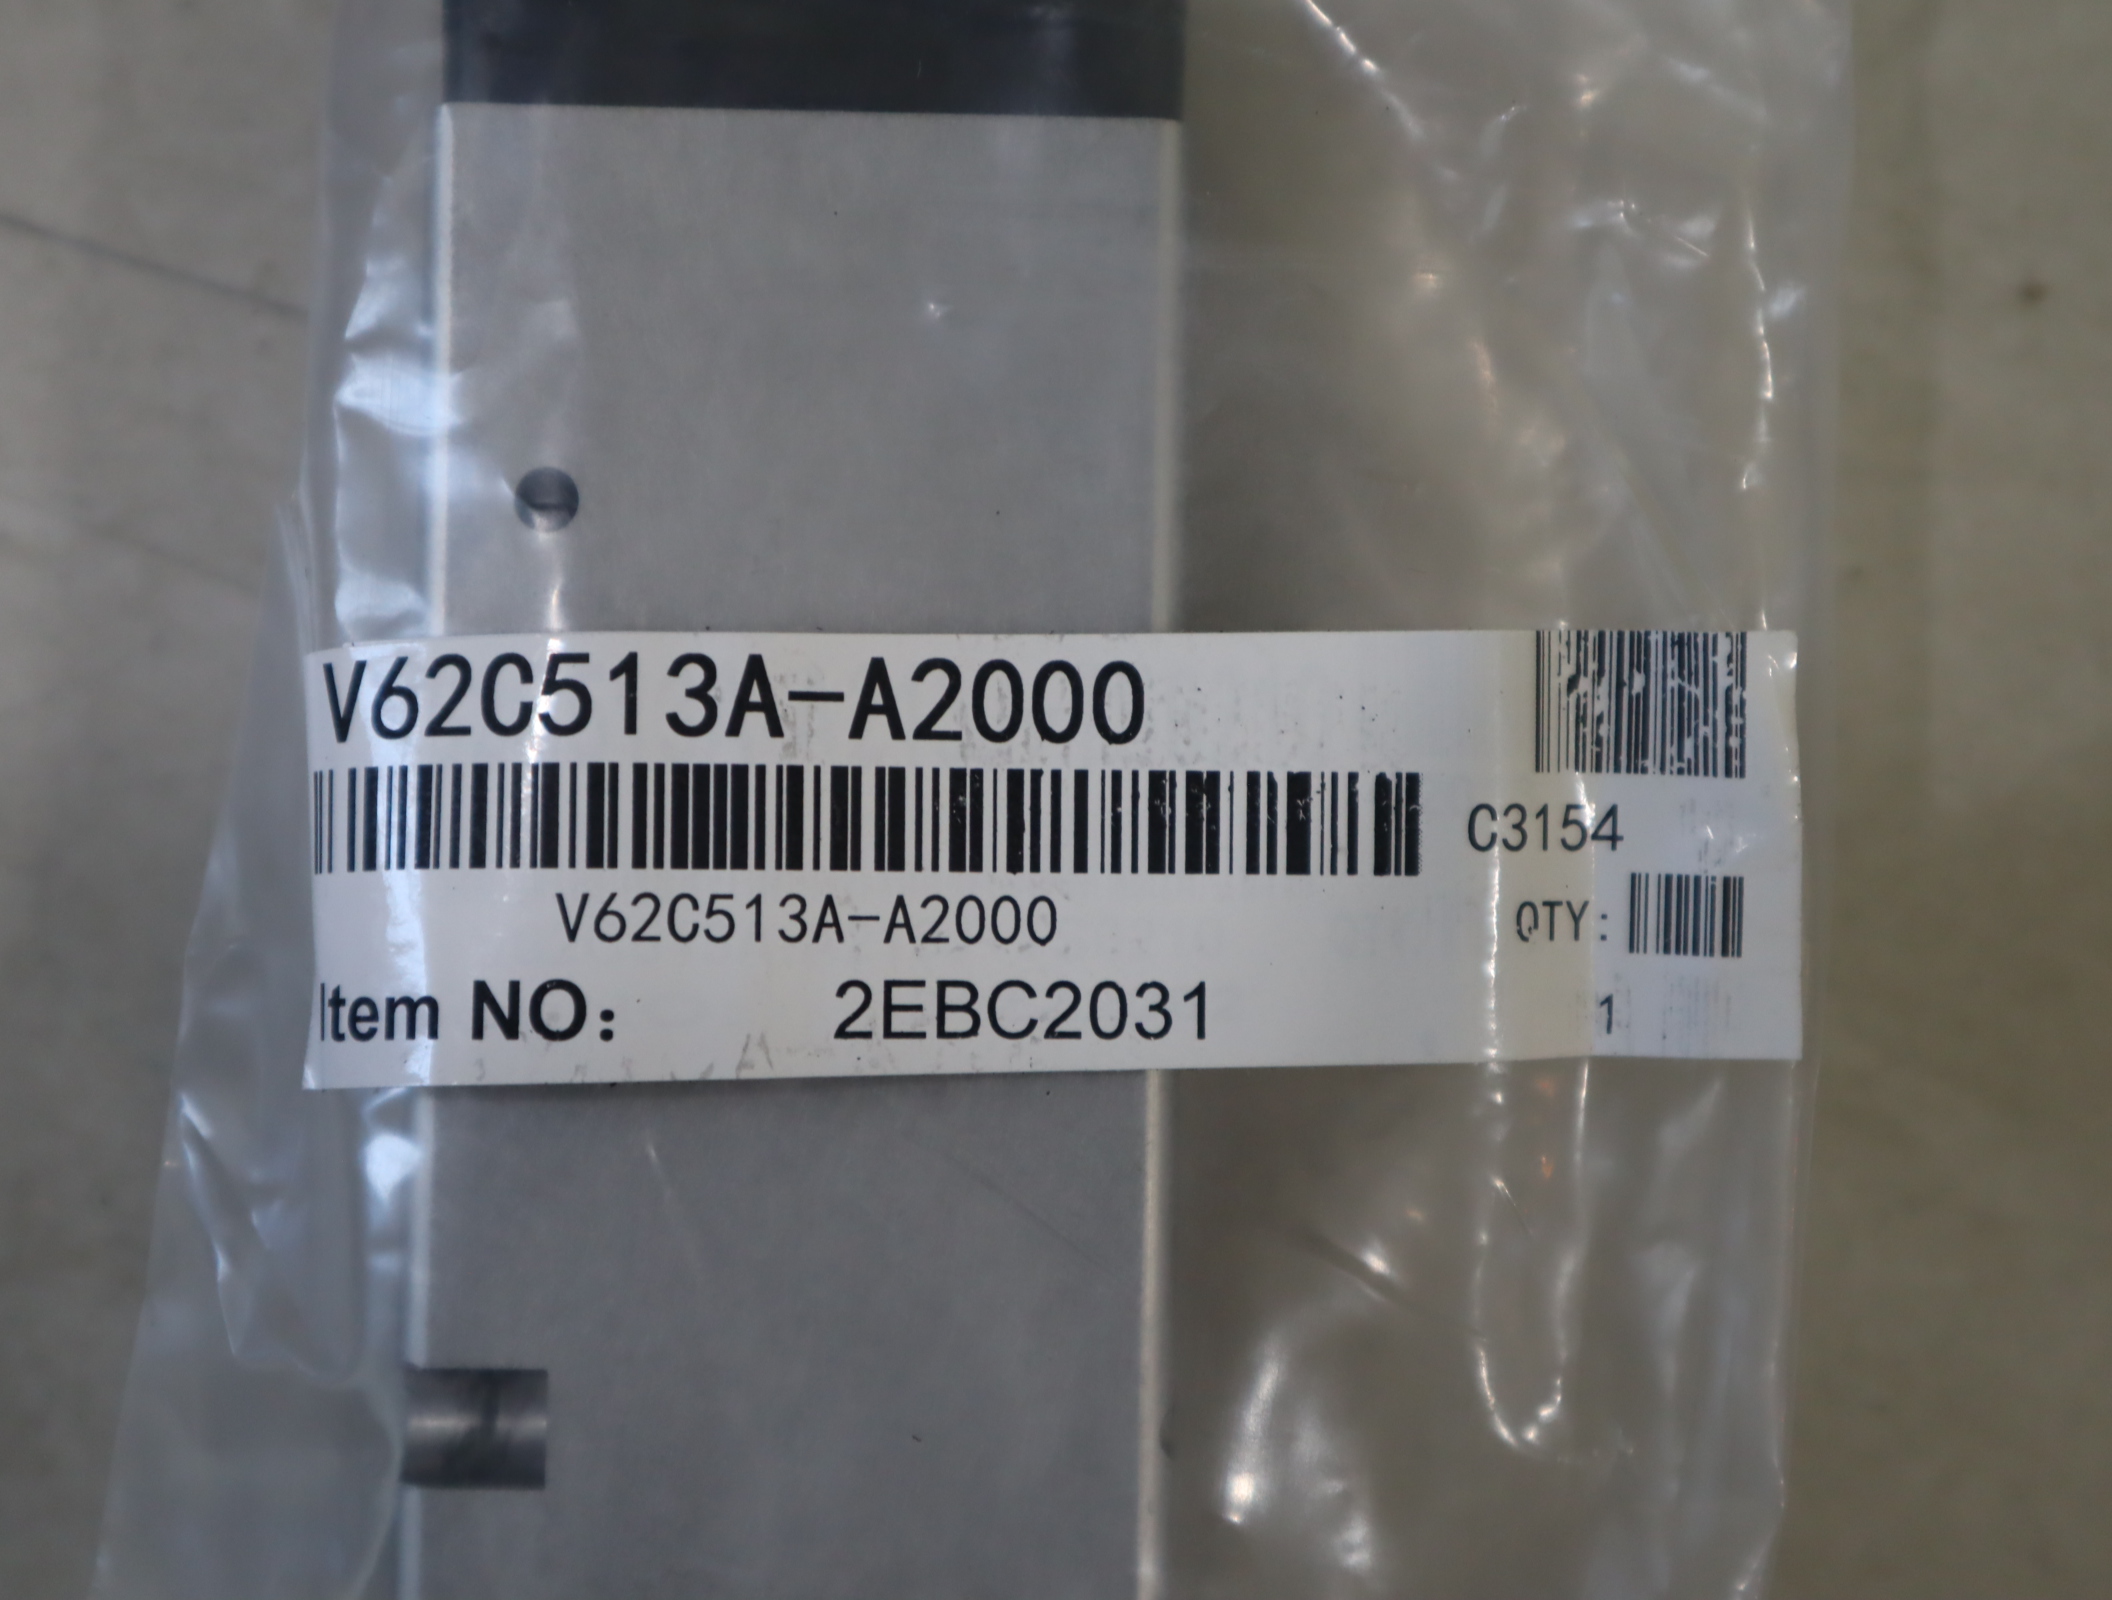 V62C513A-A2000
C3154
V62C513A-A2000
QTY:
Item NO: 2EBC2031
1